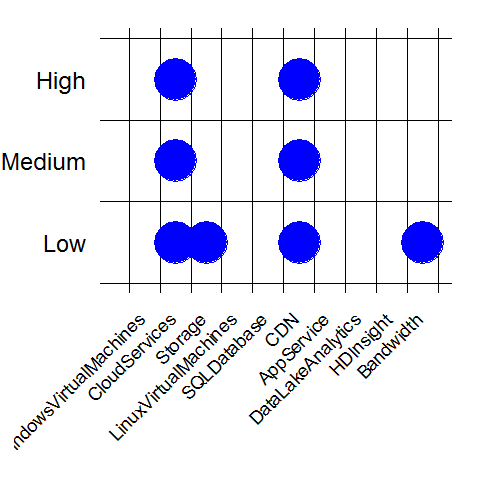 High
Medium
Low
ndowsVirtualMachines
CloudServices
Storage
LinuxVirtualMachines
SQLDatabase
CDN
AppService
DataLakeAnalytics
HDInsight
Bandwidth